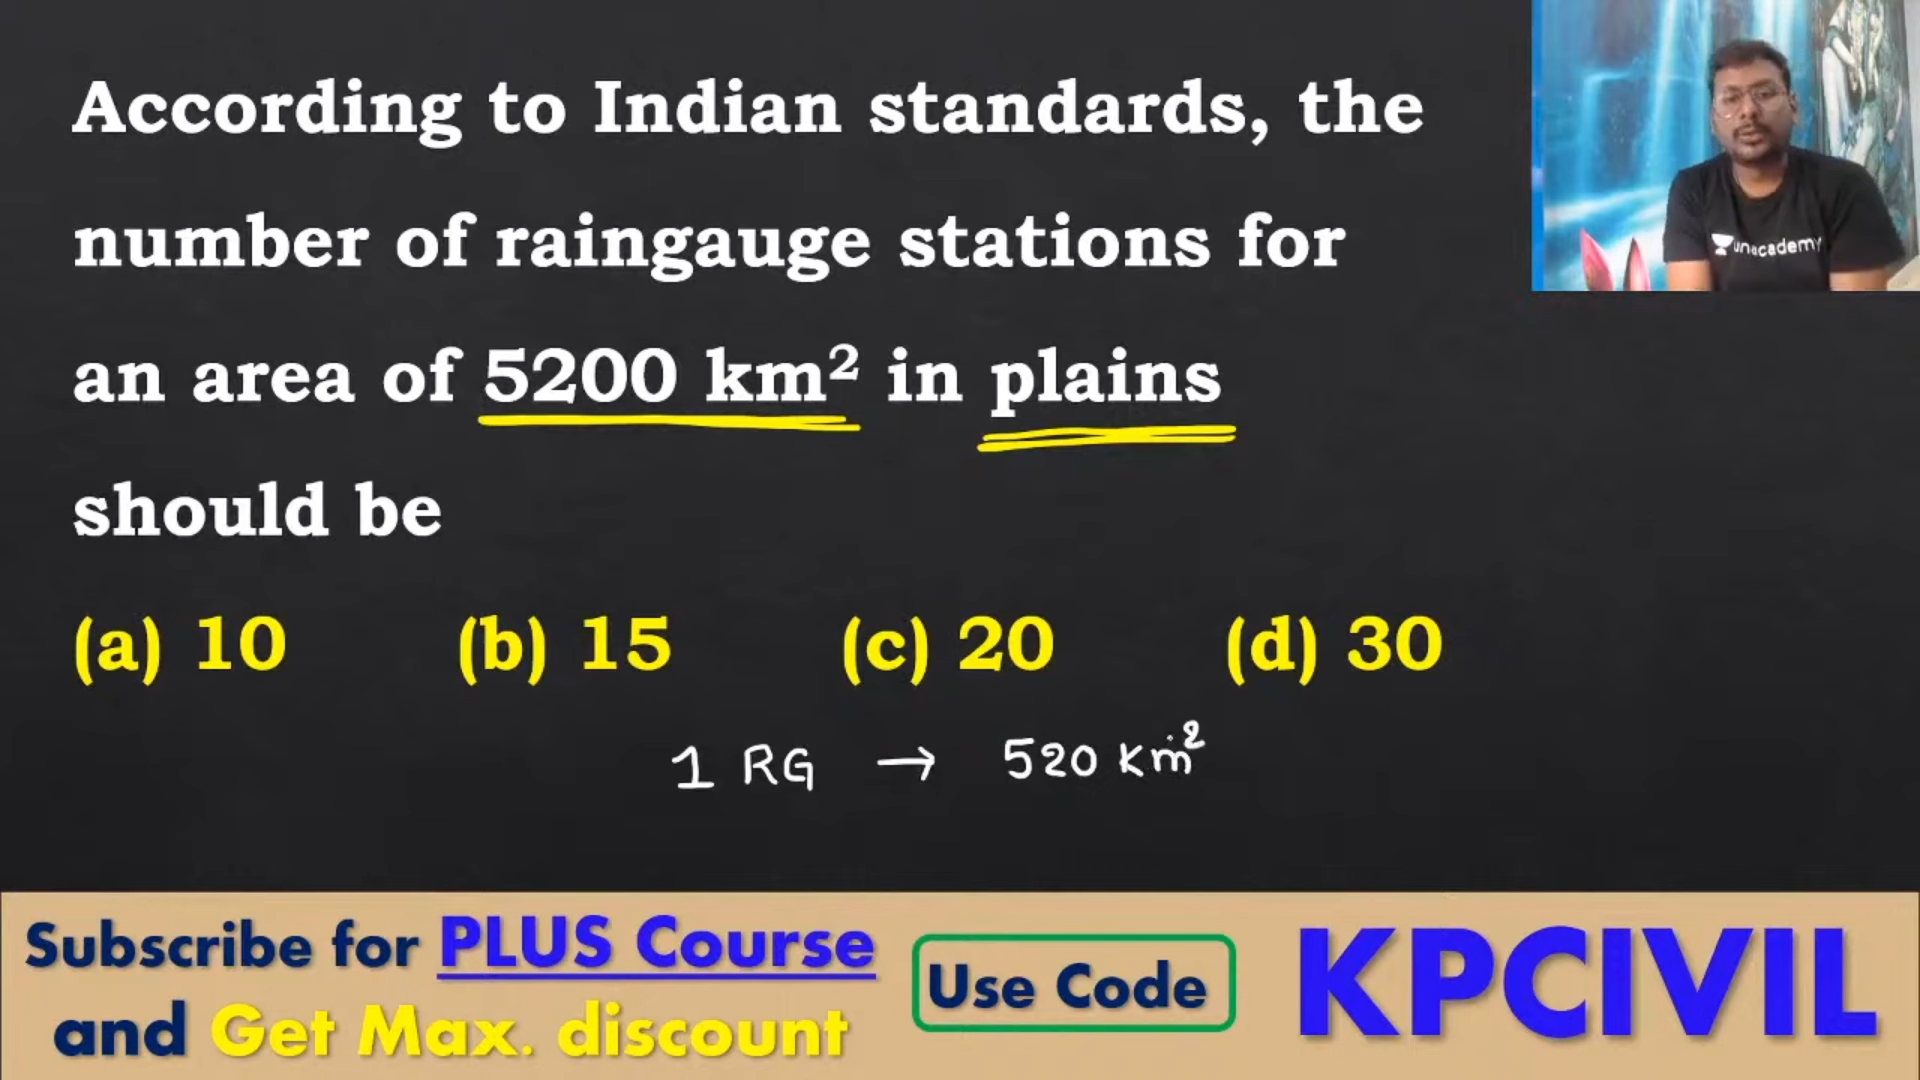 According to Indian standards, the
number of raingauge stations for
an area of 5200 km² in plains
should be
(a) 10 (b) 15 (c) 20 (d) 30
1 RG → 520 Km²
unacademy
Subscribe for PLUS Course
and Get Max. discount
Use Code
KPCIVIL